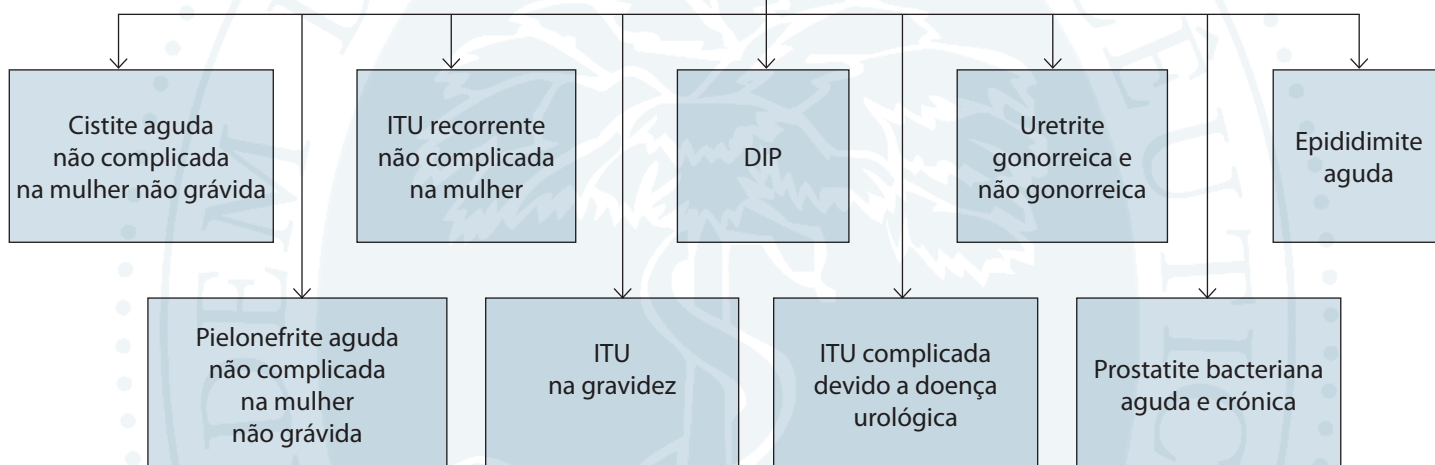 Cistite aguda
não complicada
na mulher não grávida
ITU recorrente
não complicada
na mulher
DIP
Uretrite
gonorreica e
não gonorreica
Epididimite
aguda
Pielonefrite aguda
não complicada
na mulher
não grávida
ITU
na gravidez
ITU complicada
devido a doença
urológica
Prostatite bacteriana
aguda e crónica